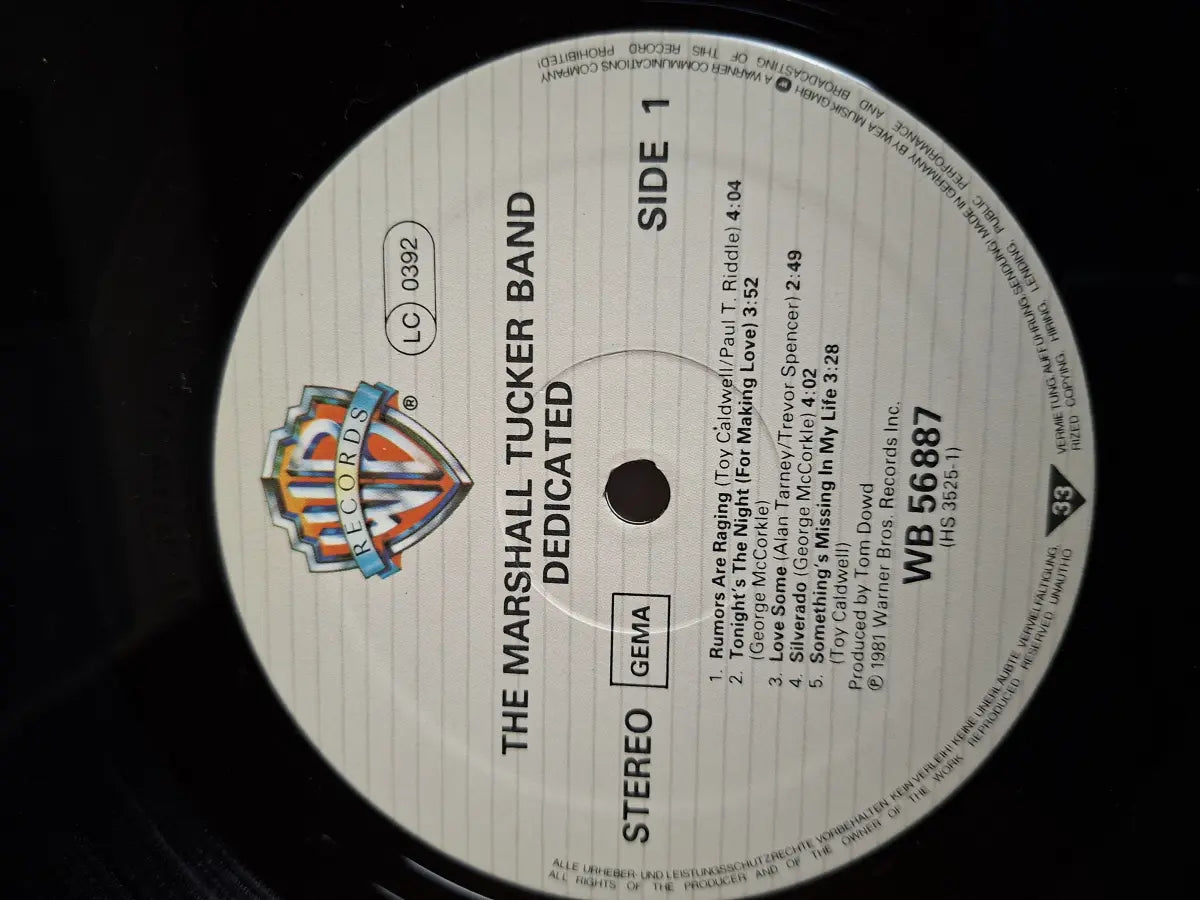 RECORDS
®
LC 0392
THE MARSHALL TUCKER BAND
DEDICATED
STEREO GEMA SIDE 1
1. Rumors Are Raging (Toy Caldwell/Paul T. Riddle) 4:04
2. Tonight's The Night (For Making Love) 3:52
(George McCorkle)
3. Love Some (Alan Tarney/Trevor Spencer) 2:49
4. Silverado (George McCorkle) 4:02
5. Something's Missing In My Life 3:28
(Toy Caldwell)
Produced by Tom Dowd
℗ 1981 Warner Bros. Records Inc.
WB 56 887
(HS 3525-1)
33
ALLE URHEBER- UND LEISTUNGSSCHUTZRECHTE VORBEHALTEN. KEIN VERLEIH! KEINE UNERLAUBTE VERVIELFÄLTIGUNG, VERMIETUNG, AUFFÜHRUNG, SENDUNG! MADE IN GERMANY BY WEA MUSIK GMBH A WARNER COMMUNICATIONS COMPANY
ALL RIGHTS OF THE PRODUCER AND OF THE OWNER OF THE WORK REPRODUCED RESERVED. UNAUTHORIZED COPYING, HIRING, LENDING, PUBLIC PERFORMANCE AND BROADCASTING OF THIS RECORD PROHIBITED!